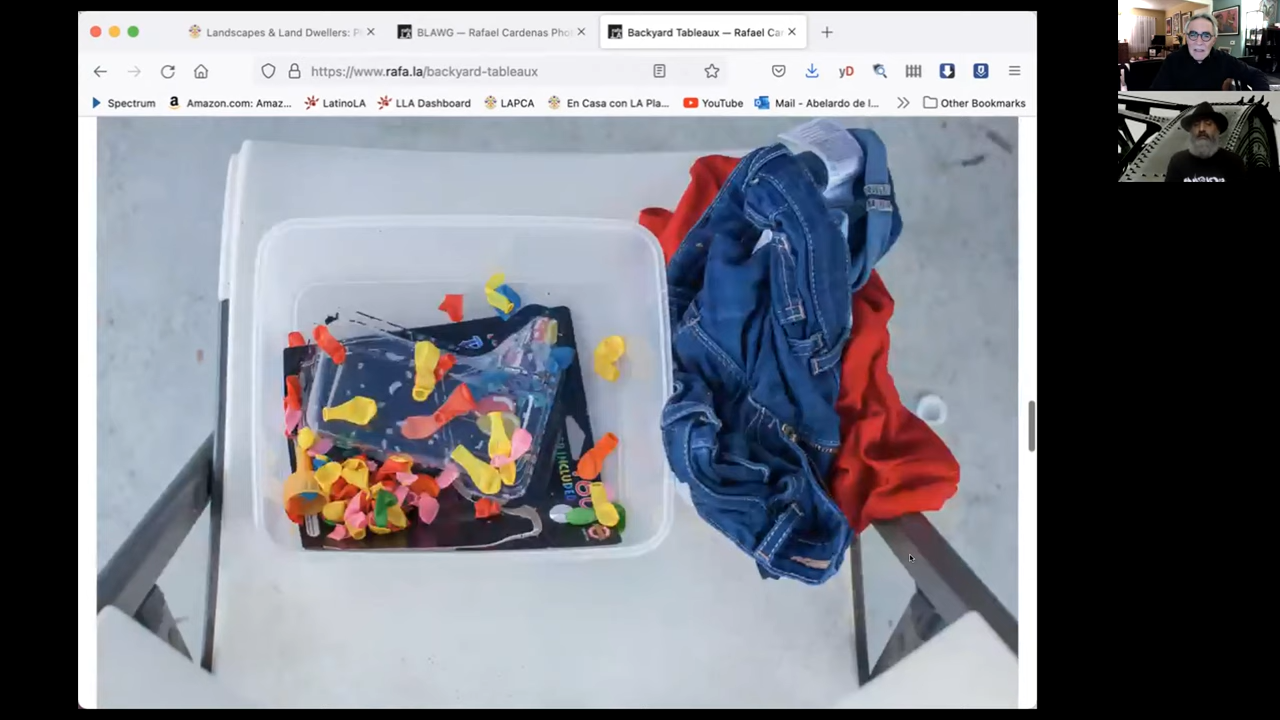 Landscapes & Land Dwellers: P
BLAWG — Rafael Cardenas Pho
Backyard Tableaux — Rafael Ca
https://www.rafa.la/backyard-tableaux
yD
Spectrum
Amazon.com: Amaz...
LatinoLA
LLA Dashboard
LAPCA
En Casa con LA Pla...
YouTube
Mail - Abelardo de l...
Other Bookmarks
INCLUDED